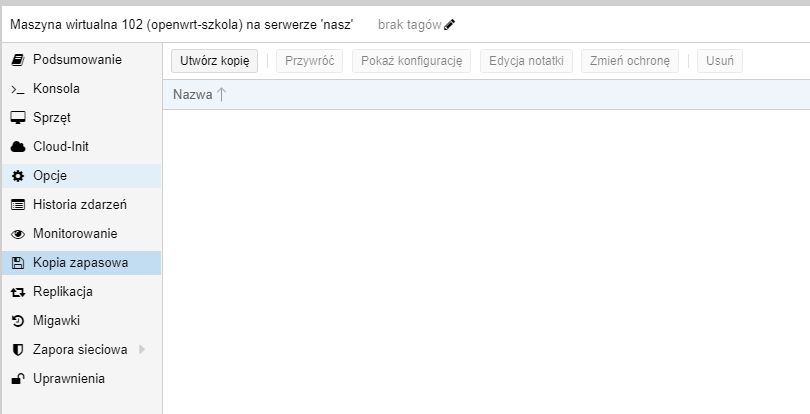 Maszyna wirtualna 102 (openwrt-szkola) na serwerze 'nasz' brak tagów
Podsumowanie
Konsola
Sprzęt
Cloud-Init
Opcje
Historia zdarzeń
Monitorowanie
Kopia zapasowa
Replikacja
Migawki
Zapora sieciowa
Uprawnienia
Utwórz kopię Przywróć Pokaż konfigurację Edycja notatki Zmień ochronę Usuń
Nazwa